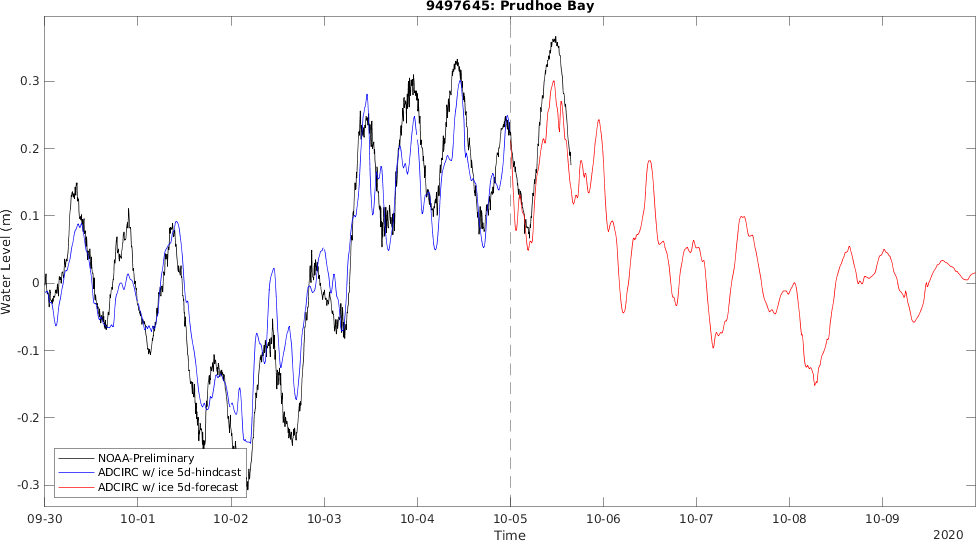 9497645: Prudhoe Bay
Water Level (m)
0.3
0.2
0.1
0
-0.1
-0.2
-0.3
NOAA-Preliminary
ADCIRC w/ ice 5d-hindcast
ADCIRC w/ ice 5d-forecast
09-30 10-01 10-02 10-03 10-04 10-05 10-06 10-07 10-08 10-09
Time
2020